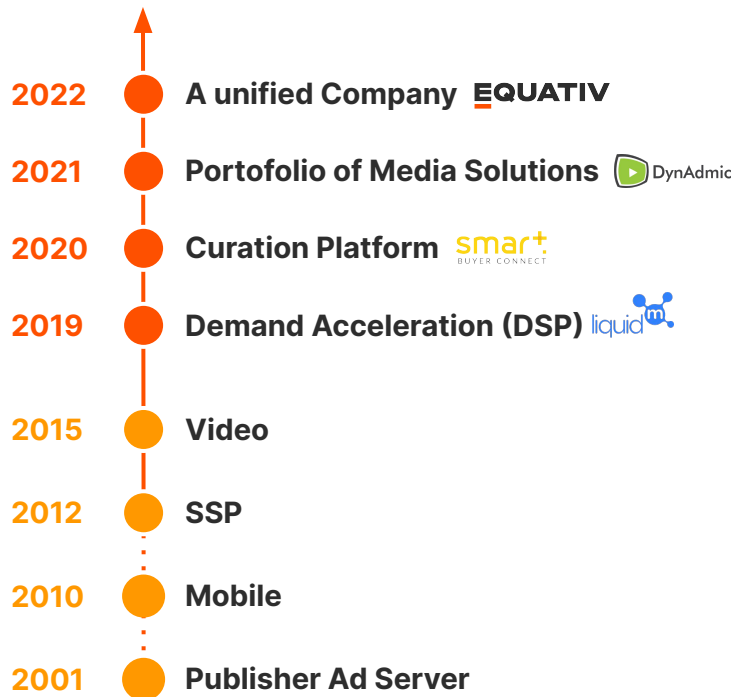 2022 A unified Company EQUATIV
2021 Portofolio of Media Solutions DynAdmic
2020 Curation Platform smart BUYER CONNECT
2019 Demand Acceleration (DSP) liquid m
2015 Video
2012 SSP
2010 Mobile
2001 Publisher Ad Server